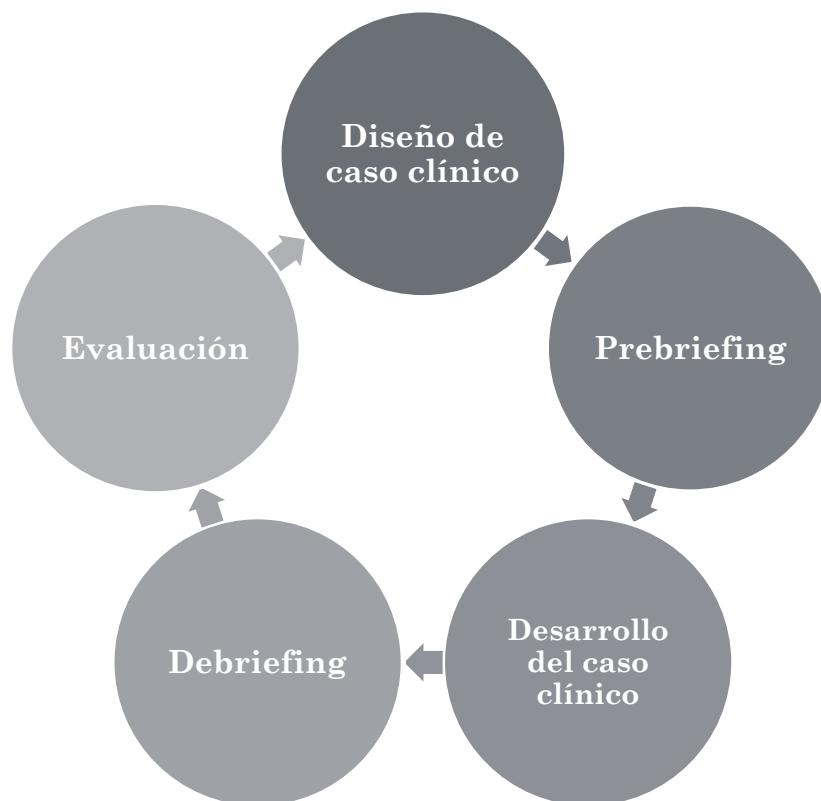 Diseño de
caso clínico
Prebriefing
Desarrollo
del caso
clínico
Debriefing
Evaluación